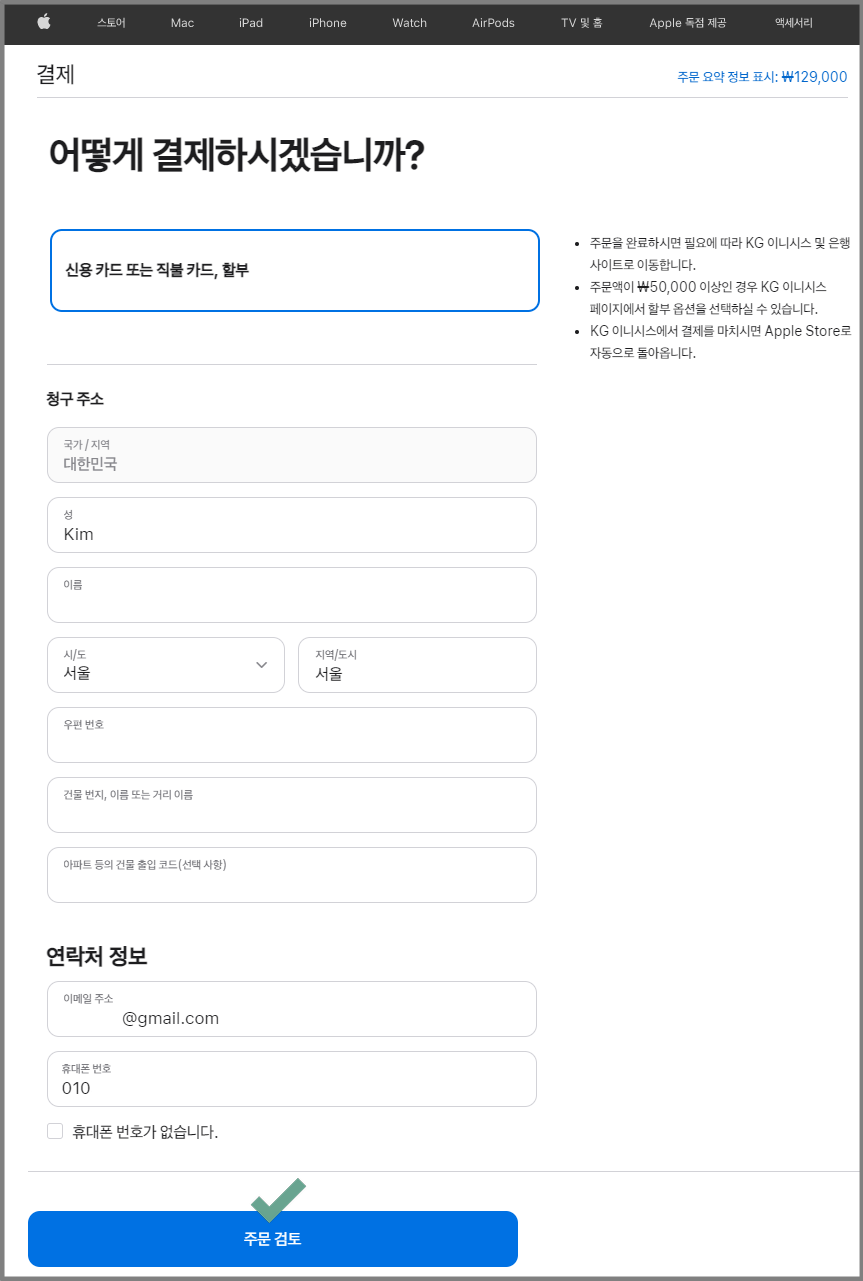 스토어 Mac iPad iPhone Watch AirPods TV 및 홈 Apple 독점 제공 액세서리
결제
주문 요약 정보 표시: ₩129,000
어떻게 결제하시겠습니까?
신용 카드 또는 직불 카드, 할부
• 주문을 완료하시면 필요에 따라 KG 이니시스 및 은행
사이트로 이동합니다.
• 주문액이 ₩50,000 이상인 경우 KG 이니시스
페이지에서 할부 옵션을 선택하실 수 있습니다.
• KG 이니시스에서 결제를 마치시면 Apple Store로
자동으로 돌아옵니다.
청구 주소
국가 / 지역
대한민국
성
Kim
이름
시/도
서울
지역/도시
서울
우편 번호
건물 번지, 이름 또는 거리 이름
아파트 등의 건물 출입 코드(선택 사항)
연락처 정보
이메일 주소
@gmail.com
휴대폰 번호
010
휴대폰 번호가 없습니다.
주문 검토